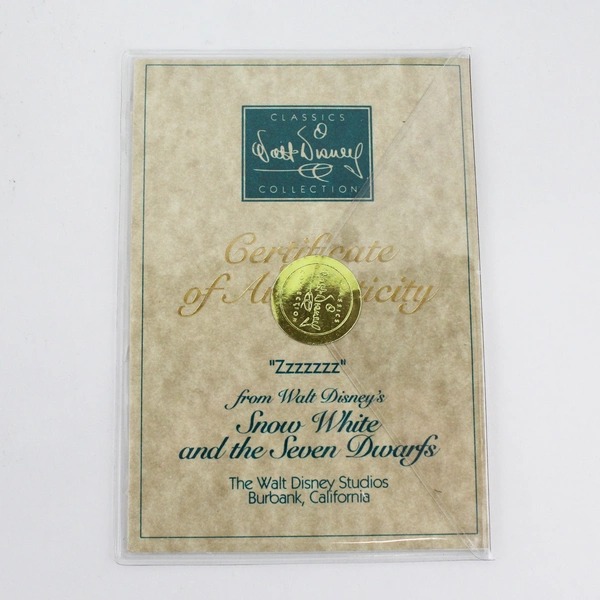 CLASSICS
Walt Disney
COLLECTION
Certificate
of Authenticity
"Zzzzzzz"
from Walt Disney's
Snow White
and the Seven Dwarfs
The Walt Disney Studios
Burbank, California